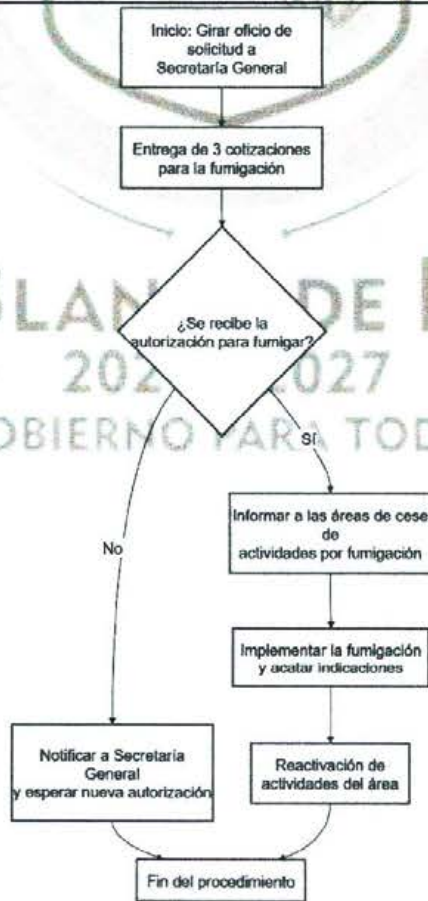 Inicio: Girar oficio de
solicitud a
Secretaría General
Entrega de 3 cotizaciones
para la fumigación
¿Se recibe la
autorización para fumigar?
DE
2027
OBIERNO PARA TOD
Sí
Informar a las áreas de cese
de
actividades por fumigación
No
Implementar la fumigación
y acatar indicaciones
Notificar a Secretaría
General
y esperar nueva autorización
Reactivación de
actividades del área
Fin del procedimiento